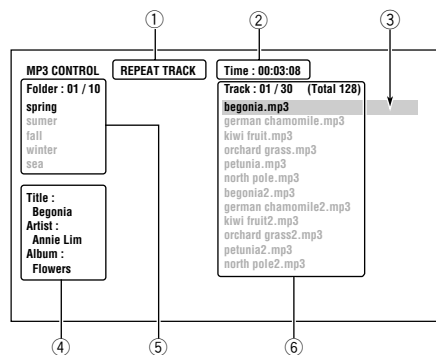 ① ② ③
MP3 CONTROL REPEAT TRACK Time : 00:03:08
Folder : 01 / 10
spring
sumer
fall
winter
sea
Track : 01 / 30 (Total 128)
begonia.mp3
german chamomile.mp3
kiwi fruit.mp3
orchard grass.mp3
petunia.mp3
north pole.mp3
begonia2.mp3
german chamomile2.mp3
kiwi fruit2.mp3
orchard grass2.mp3
petunia2.mp3
north pole2.mp3
Title :
Begonia
Artist :
Annie Lim
Album :
Flowers
④ ⑤ ⑥